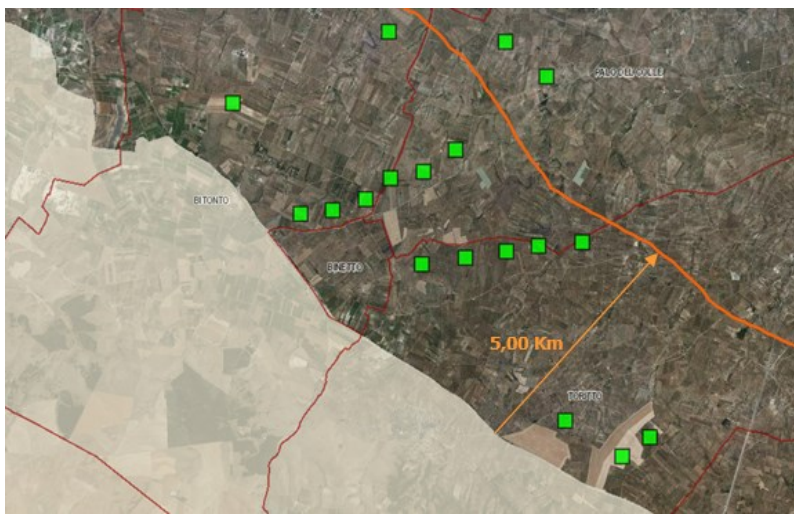 PALO DEL COLLE
BITONTO
BINETTO
5,00 Km
TORITTO